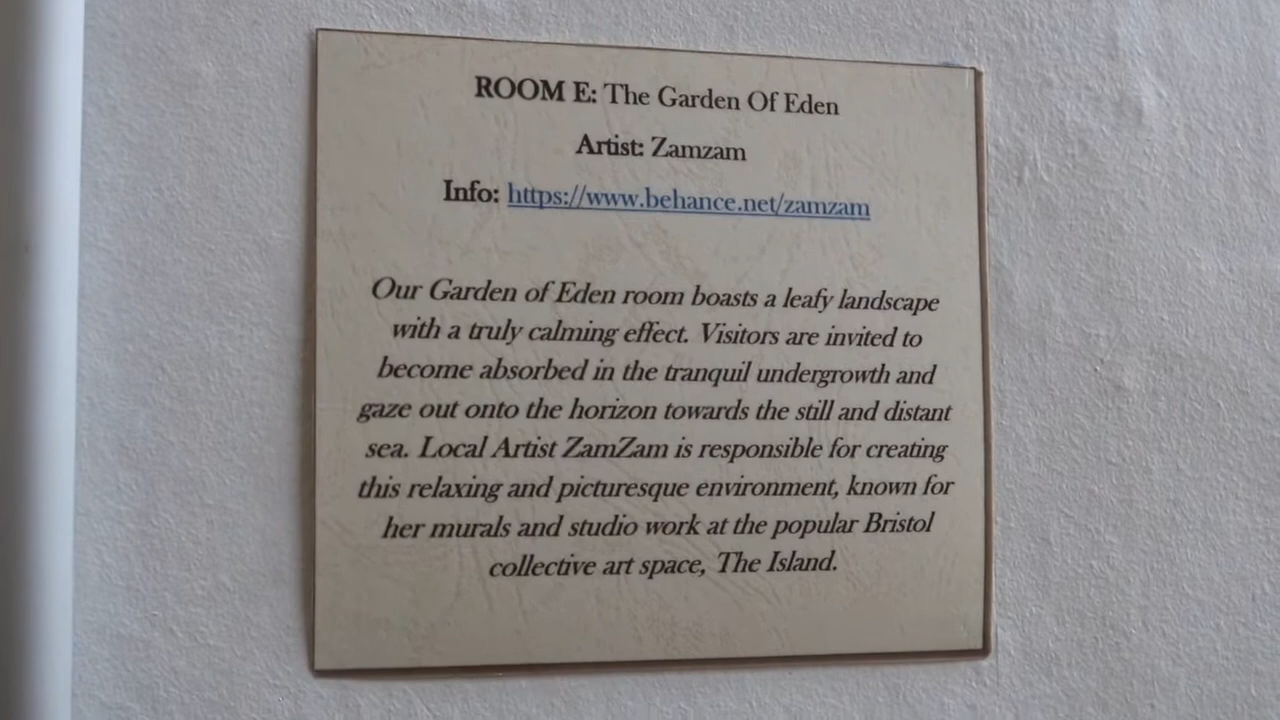 ROOM E: The Garden Of Eden
Artist: Zamzam
Info: https://www.behance.net/zamzam
Our Garden of Eden room boasts a leafy landscape
with a truly calming effect. Visitors are invited to
become absorbed in the tranquil undergrowth and
gaze out onto the horizon towards the still and distant
sea. Local Artist ZamZam is responsible for creating
this relaxing and picturesque environment, known for
her murals and studio work at the popular Bristol
collective art space, The Island.